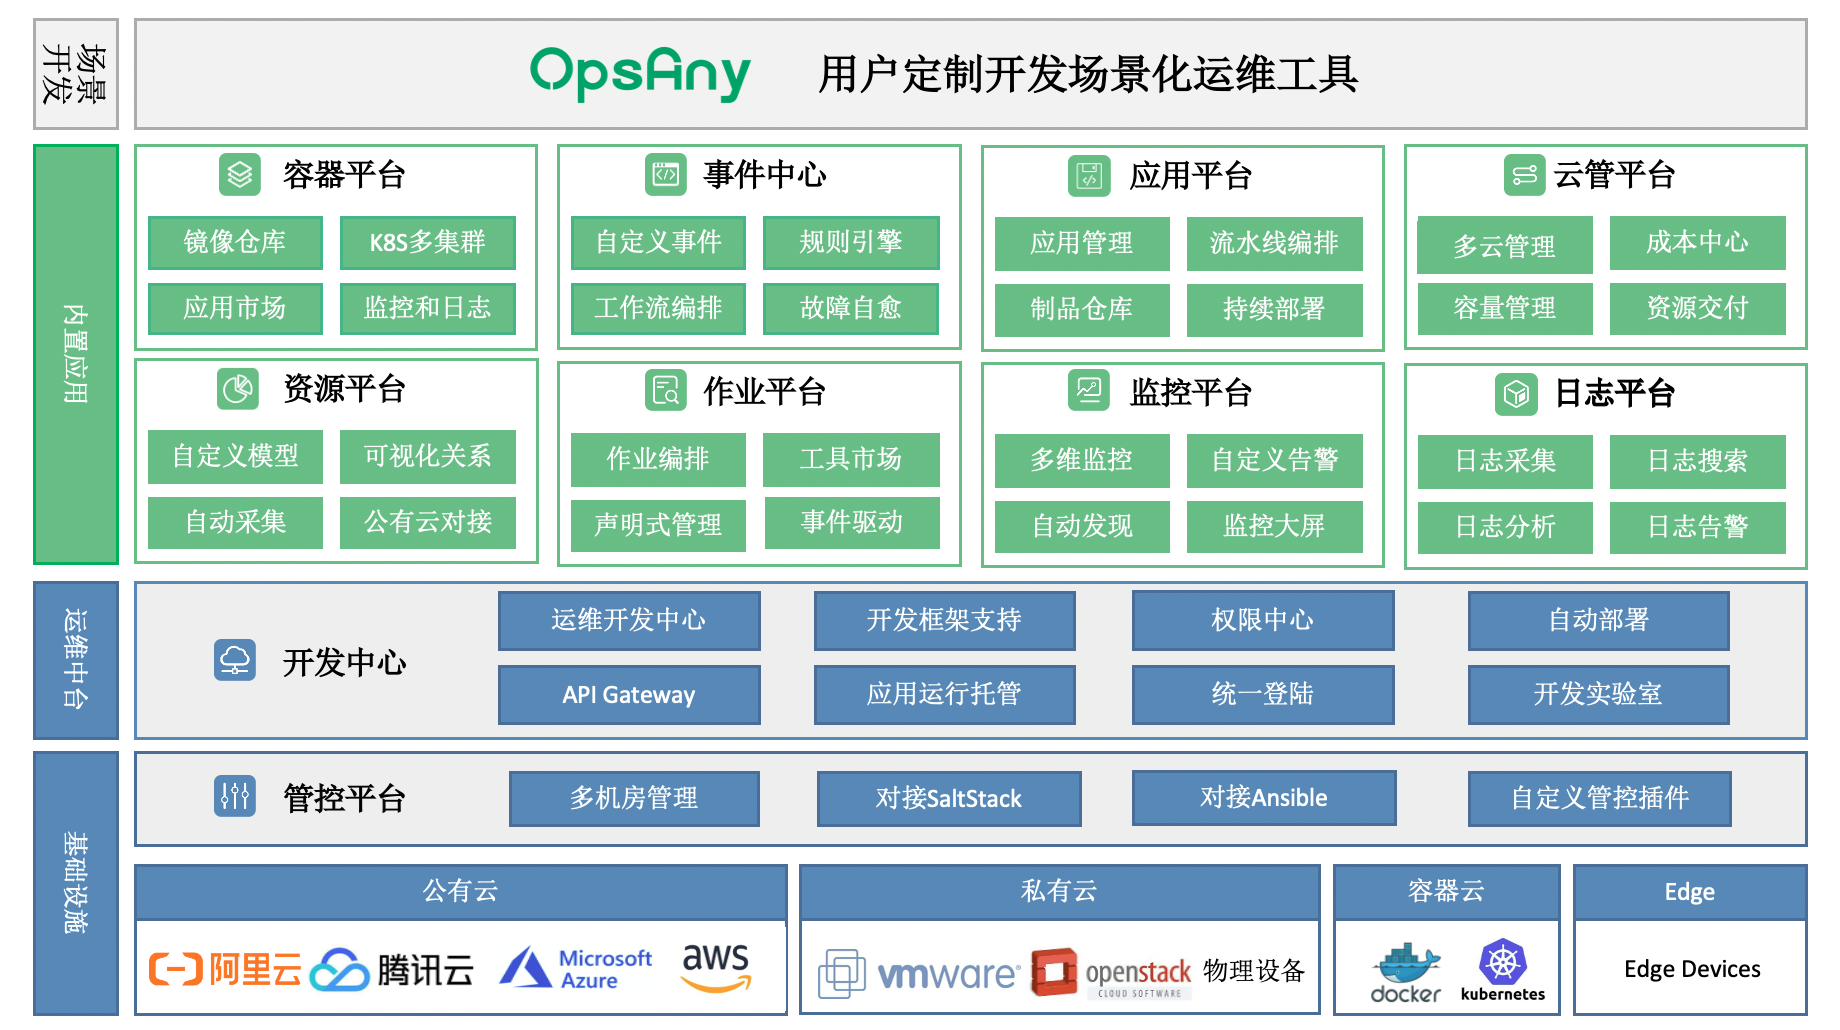 场景开发
OpsAny 用户定制开发场景化运维工具
内置应用
容器平台
镜像仓库
K8S多集群
应用市场
监控和日志
事件中心
自定义事件
规则引擎
工作流编排
故障自愈
应用平台
应用管理
流水线编排
制品仓库
持续部署
云管平台
多云管理
成本中心
容量管理
资源交付
资源平台
自定义模型
可视化关系
自动采集
公有云对接
作业平台
作业编排
工具市场
声明式管理
事件驱动
监控平台
多维监控
自定义告警
自动发现
监控大屏
日志平台
日志采集
日志搜索
日志分析
日志告警
运维中台
开发中心
运维开发中心
开发框架支持
权限中心
自动部署
API Gateway
应用运行托管
统一登陆
开发实验室
基础设施
管控平台
多机房管理
对接SaltStack
对接Ansible
自定义管控插件
公有云
阿里云
腾讯云
Microsoft
Azure
aws
私有云
vmware®
openstack
CLOUD SOFTWARE
物理设备
容器云
docker
kubernetes
Edge
Edge Devices